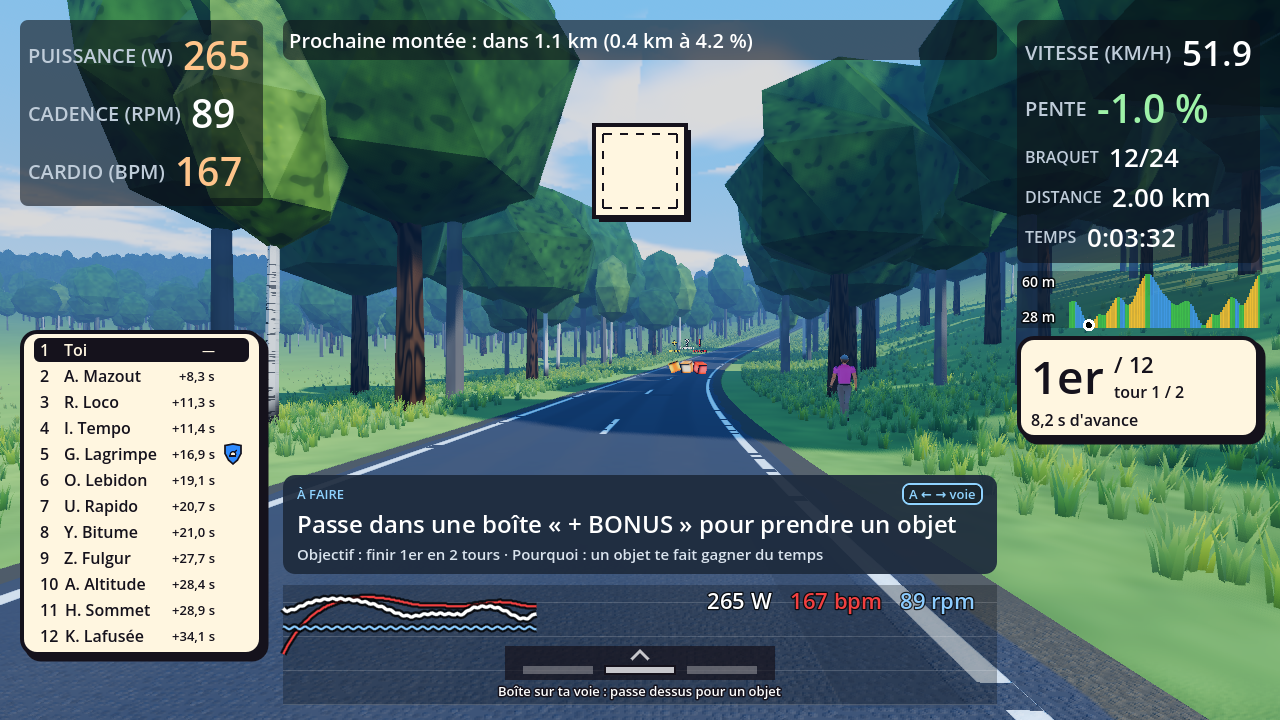 PUISSANCE (W) 265
CADENCE (RPM) 89
CARDIO (BPM) 167
Prochaine montée : dans 1.1 km (0.4 km à 4.2 %)
VITESSE (KM/H) 51.9
PENTE -1.0 %
BRAQUET 12/24
DISTANCE 2.00 km
TEMPS 0:03:32
60 m
28 m
1er / 12
tour 1 / 2
8,2 s d'avance
1 Toi —
2 A. Mazout +8,3 s
3 R. Loco +11,3 s
4 I. Tempo +11,4 s
5 G. Lagrimpe +16,9 s
6 O. Lebidon +19,1 s
7 U. Rapido +20,7 s
8 Y. Bitume +21,0 s
9 Z. Fulgur +27,7 s
10 A. Altitude +28,4 s
11 H. Sommet +28,9 s
12 K. Lafusée +34,1 s
À FAIRE
A ← → voie
Passe dans une boîte « + BONUS » pour prendre un objet
Objectif : finir 1er en 2 tours · Pourquoi : un objet te fait gagner du temps
265 W 167 bpm 89 rpm
Boîte sur ta voie : passe dessus pour un objet